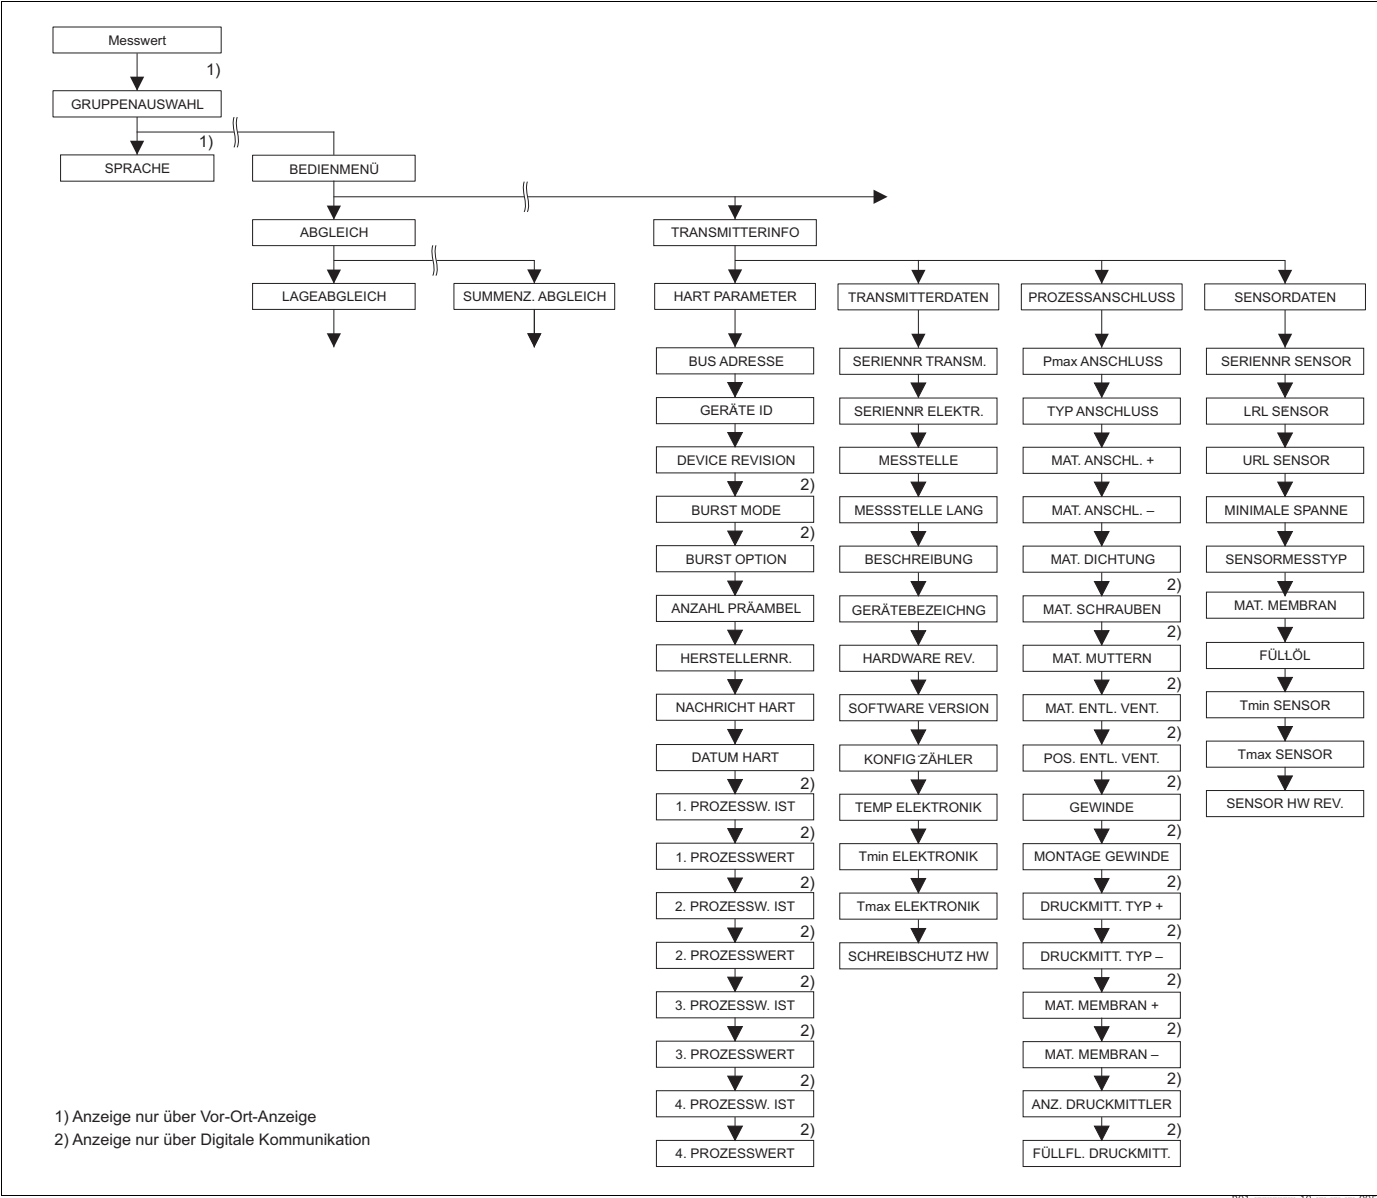 Messwert
1)
GRUPPENAUSWAHL
1)
SPRACHE
BEDIENMENÜ
ABGLEICH
TRANSMITTERINFO
LAGEABGLEICH
SUMMENZ. ABGLEICH
HART PARAMETER
TRANSMITTERDATEN
PROZESSANSCHLUSS
SENSORDATEN
BUS ADRESSE
GERÄTE ID
DEVICE REVISION
2)
BURST MODE
2)
BURST OPTION
ANZAHL PRÄAMBEL
HERSTELLERNR.
NACHRICHT HART
DATUM HART
2)
1. PROZESSW. IST
2)
1. PROZESSWERT
2)
2. PROZESSW. IST
2)
2. PROZESSWERT
2)
3. PROZESSW. IST
2)
3. PROZESSWERT
2)
4. PROZESSW. IST
2)
4. PROZESSWERT
SERIENNR TRANSM.
SERIENNR ELEKTR.
MESSTELLE
MESSSTELLE LANG
BESCHREIBUNG
GERÄTEBEZEICHNG
HARDWARE REV.
SOFTWARE VERSION
KONFIG ZÄHLER
TEMP ELEKTRONIK
Tmin ELEKTRONIK
Tmax ELEKTRONIK
SCHREIBSCHUTZ HW
Pmax ANSCHLUSS
TYP ANSCHLUSS
MAT. ANSCHL. +
MAT. ANSCHL. –
MAT. DICHTUNG
2)
MAT. SCHRAUBEN
2)
MAT. MUTTERN
2)
MAT. ENTL. VENT.
2)
POS. ENTL. VENT.
2)
GEWINDE
2)
MONTAGE GEWINDE
2)
DRUCKMITT. TYP +
2)
DRUCKMITT. TYP –
2)
MAT. MEMBRAN +
2)
MAT. MEMBRAN –
2)
ANZ. DRUCKMITTLER
2)
FÜLLFL. DRUCKMITT.
SERIENNR SENSOR
LRL SENSOR
URL SENSOR
MINIMALE SPANNE
SENSORMESSTYP
MAT. MEMBRAN
FÜLLÖL
Tmin SENSOR
Tmax SENSOR
SENSOR HW REV.
1) Anzeige nur über Vor-Ort-Anzeige
2) Anzeige nur über Digitale Kommunikation